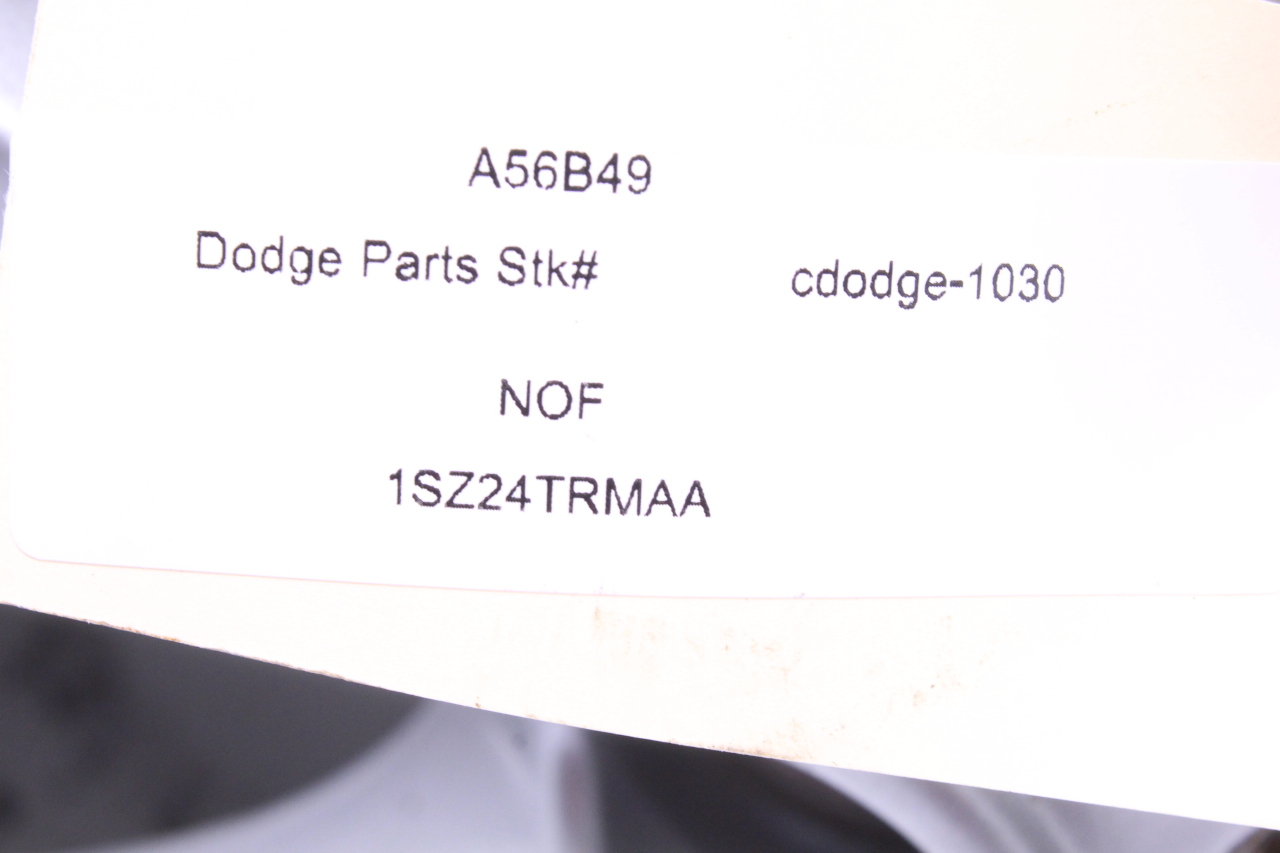 A56B49
Dodge Parts Stk# cdodge-1030
NOF
1SZ24TRMAA